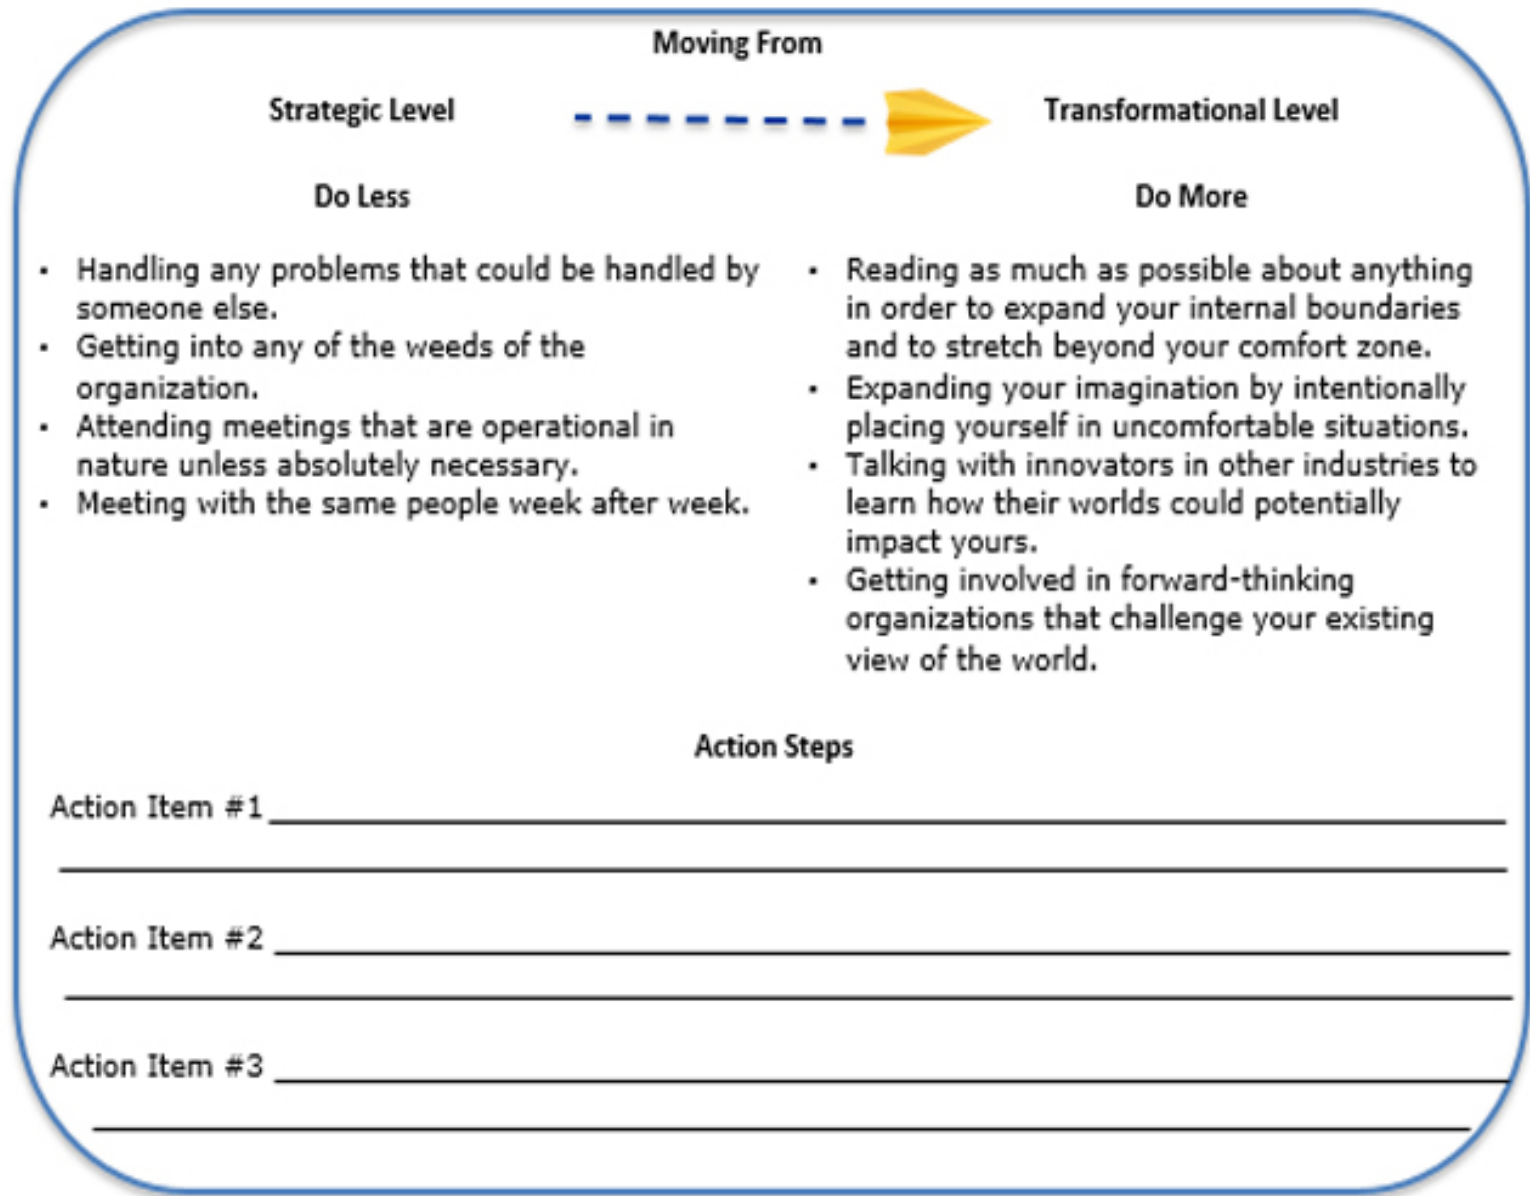 Moving From
Strategic Level
Transformational Level
Do Less
Do More
• Handling any problems that could be handled by
someone else.
• Getting into any of the weeds of the
organization.
• Attending meetings that are operational in
nature unless absolutely necessary.
• Meeting with the same people week after week.
• Reading as much as possible about anything
in order to expand your internal boundaries
and to stretch beyond your comfort zone.
• Expanding your imagination by intentionally
placing yourself in uncomfortable situations.
• Talking with innovators in other industries to
learn how their worlds could potentially
impact yours.
• Getting involved in forward-thinking
organizations that challenge your existing
view of the world.
Action Steps
Action Item #1
Action Item #2
Action Item #3